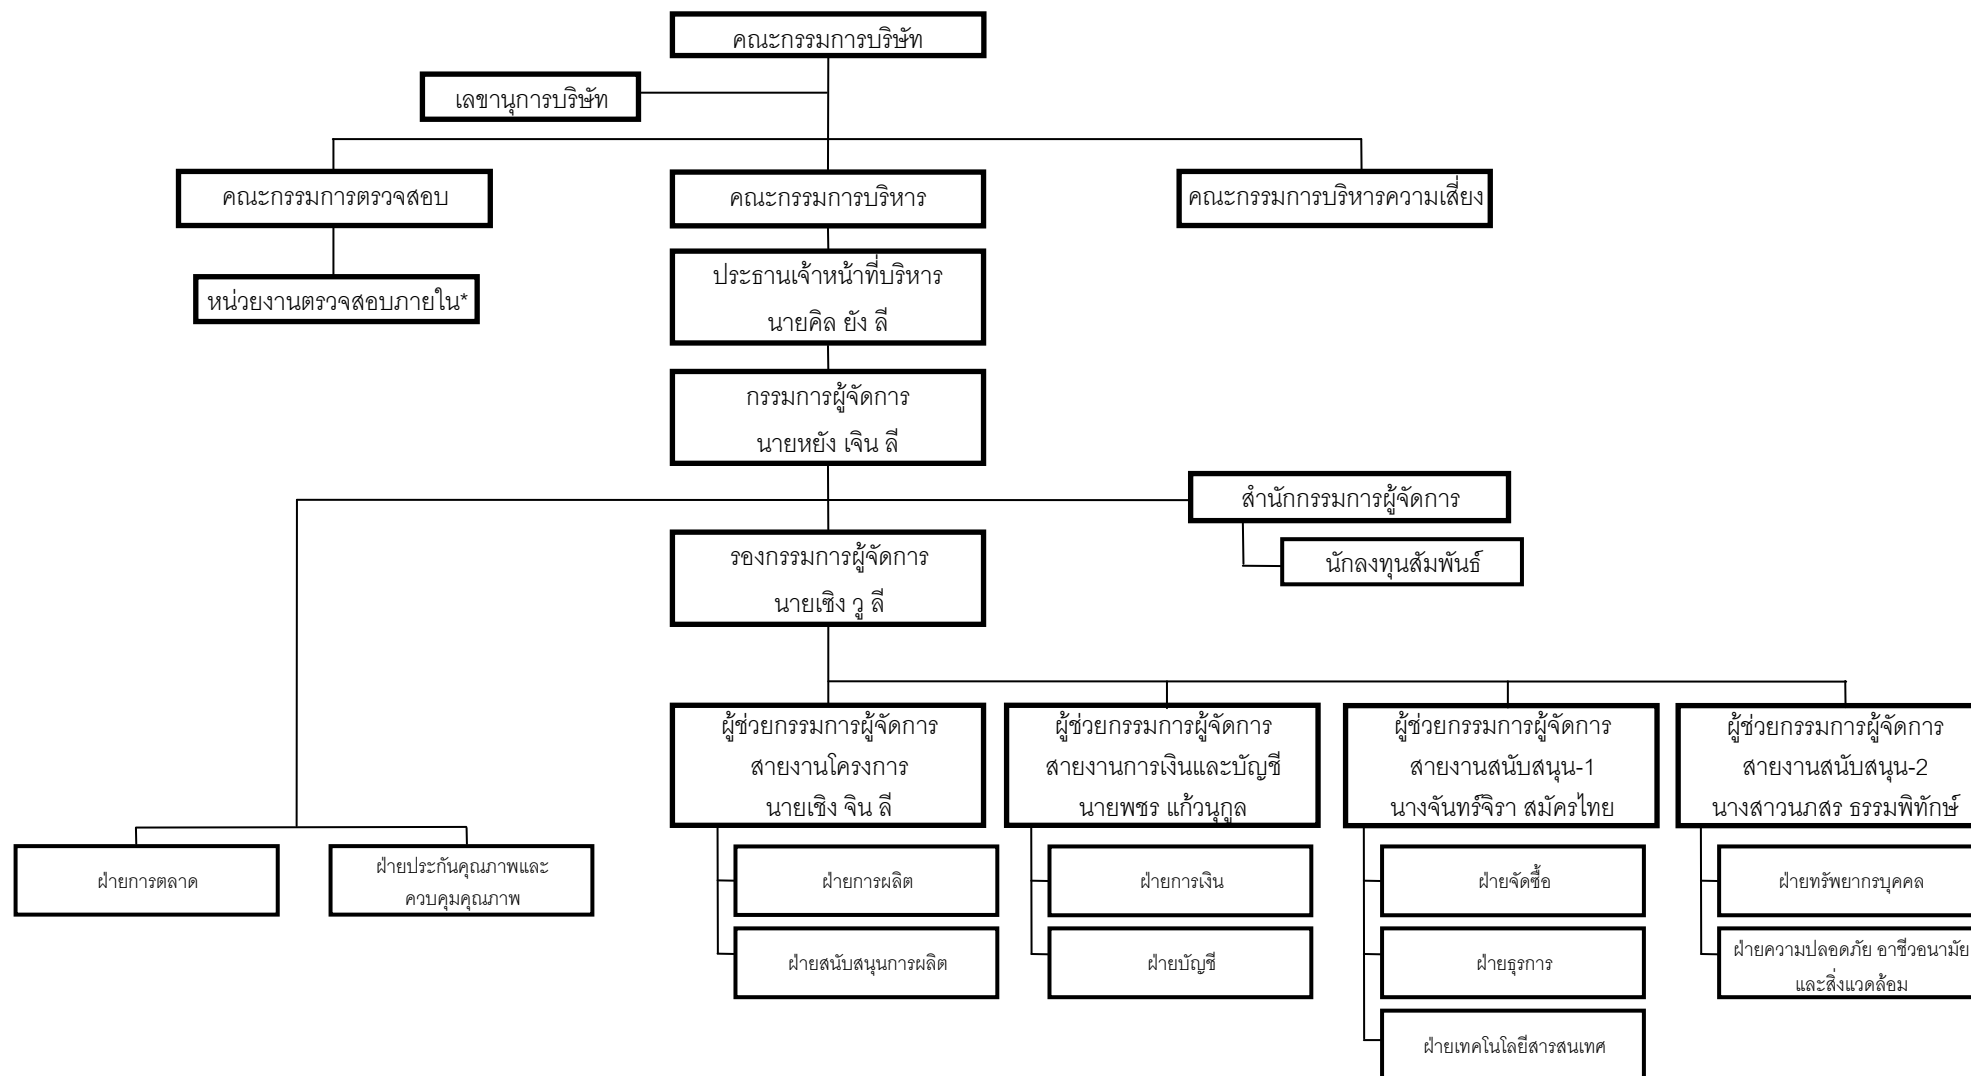 คณะกรรมการบริษัท
เลขานุการบริษัท
คณะกรรมการตรวจสอบ
คณะกรรมการบริหาร
คณะกรรมการบริหารความเสี่ยง
หน่วยงานตรวจสอบภายใน*
ประธานเจ้าหน้าที่บริหาร
นายคิล ยัง ลี
กรรมการผู้จัดการ
นายหยัง เจิน ลี
สำนักกรรมการผู้จัดการ
นักลงทุนสัมพันธ์
รองกรรมการผู้จัดการ
นายเซิง วู ลี
ผู้ช่วยกรรมการผู้จัดการ
สายงานโครงการ
นายเชิง จิน ลี
ผู้ช่วยกรรมการผู้จัดการ
สายงานการเงินและบัญชี
นายพชร แก้วนุกูล
ผู้ช่วยกรรมการผู้จัดการ
สายงานสนับสนุน-1
นางจันทร์จิรา สมัครไทย
ผู้ช่วยกรรมการผู้จัดการ
สายงานสนับสนุน-2
นางสาวนภสร ธรรมพิทักษ์
ฝ่ายการตลาด
ฝ่ายประกันคุณภาพและ
ควบคุมคุณภาพ
ฝ่ายการผลิต
ฝ่ายสนับสนุนการผลิต
ฝ่ายการเงิน
ฝ่ายบัญชี
ฝ่ายจัดซื้อ
ฝ่ายธุรการ
ฝ่ายเทคโนโลยีสารสนเทศ
ฝ่ายทรัพยากรบุคคล
ฝ่ายความปลอดภัย อาชีวอนามัย
และสิ่งแวดล้อม